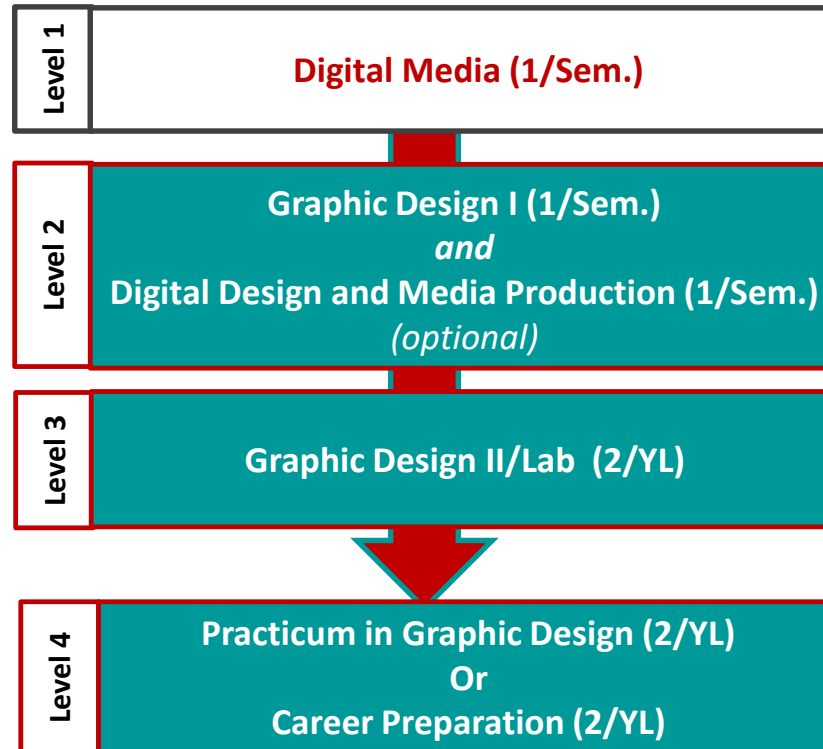 Level 1
Digital Media (1/Sem.)
Level 2
Graphic Design I (1/Sem.)
and
Digital Design and Media Production (1/Sem.)
(optional)
Level 3
Graphic Design II/Lab  (2/YL)
Level 4
Practicum in Graphic Design (2/YL)
Or
Career Preparation (2/YL)